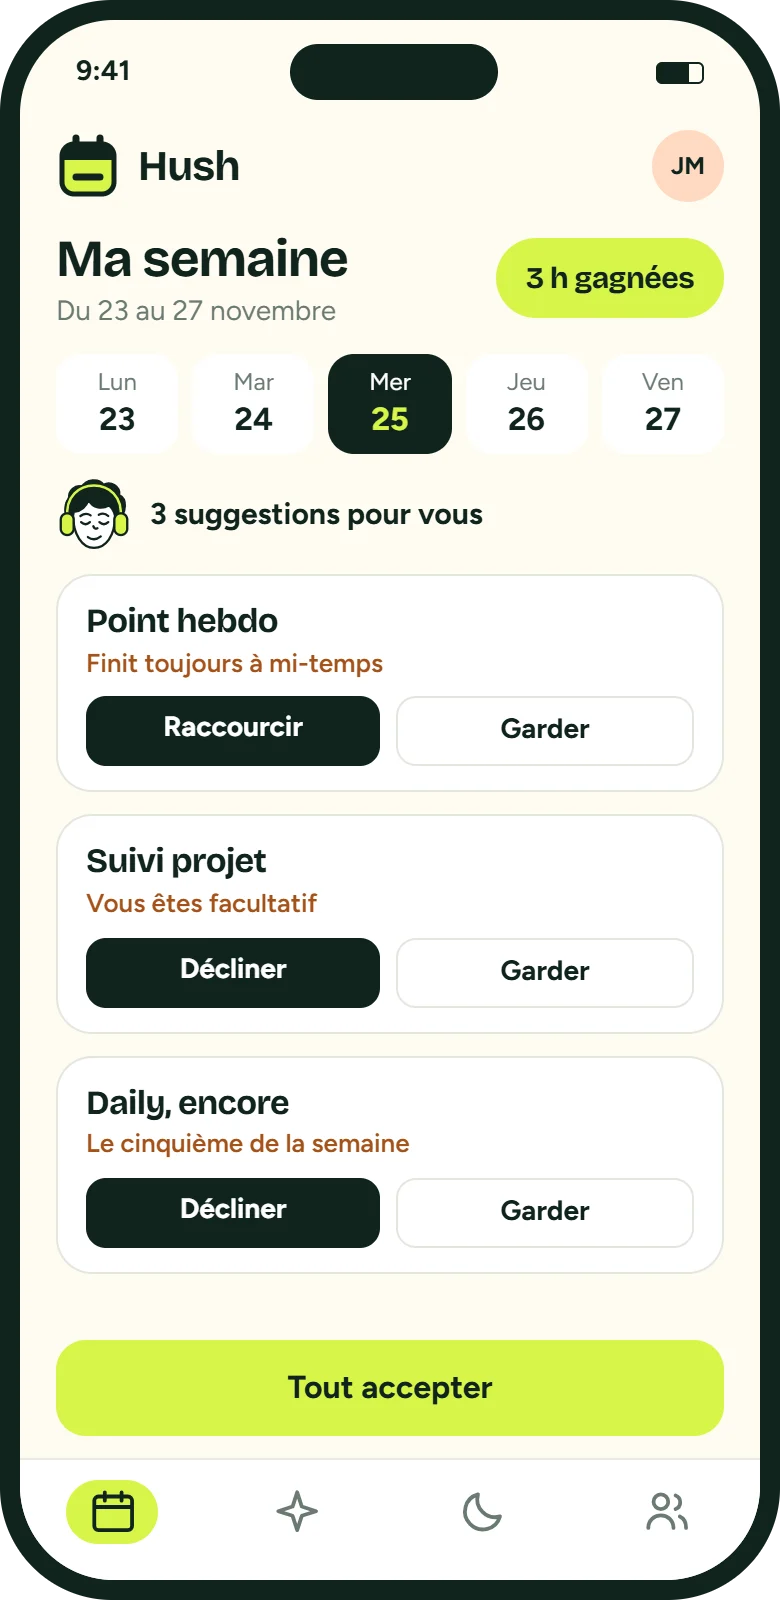 9:41
Hush
JM
Ma semaine
3 h gagnées
Du 23 au 27 novembre
Lun Mar Mer Jeu Ven
23 24 25 26 27
3 suggestions pour vous
Point hebdo
Finit toujours à mi-temps
Raccourcir Garder
Suivi projet
Vous êtes facultatif
Décliner Garder
Daily, encore
Le cinquième de la semaine
Décliner Garder
Tout accepter